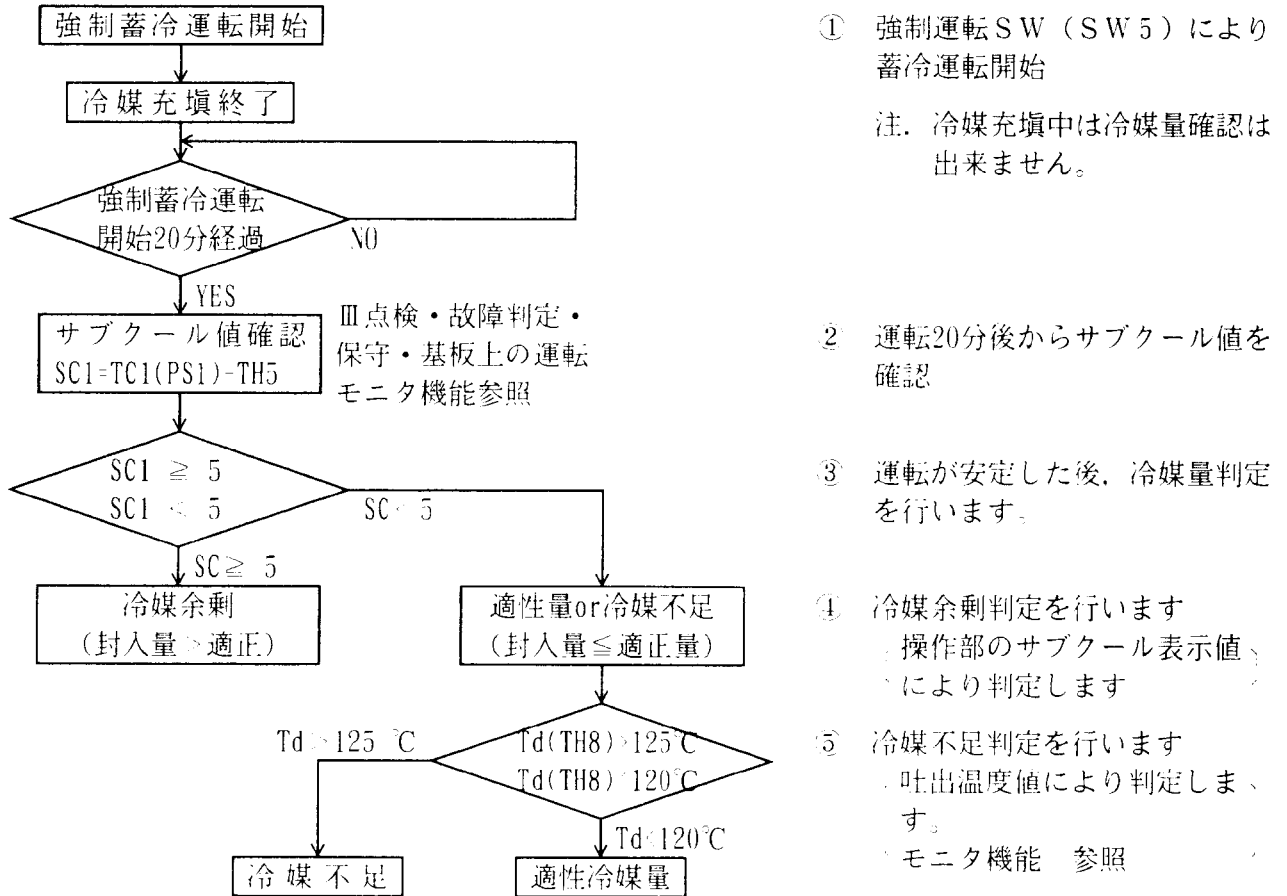 強制蓄冷運転開始
冷媒充塡終了
強制蓄冷運転
開始20分経過
NO
YES
サブクール値確認
SC1=TC1(PS1)-TH5
Ⅲ点検・故障判定・
保守・基板上の運転
モニタ機能参照
SC1 ≧ 5
SC1 < 5
SC< 5
SC≧ 5
冷媒余剰
(封入量>適正)
適性量or冷媒不足
(封入量≦適正量)
Td>125 ℃
Td(TH8)>125℃
Td(TH8)<120℃
Td<120℃
冷媒不足
適性冷媒量
① 強制運転SW(SW5)により
蓄冷運転開始
注. 冷媒充塡中は冷媒量確認は
出来ません。
② 運転20分後からサブクール値を
確認
③ 運転が安定した後, 冷媒量判定
を行います。
④ 冷媒余剰判定を行います
(操作部のサブクール表示値)
(により判定します)
⑤ 冷媒不足判定を行います
(吐出温度値により判定しま)
す。
(モニタ機能 参照)